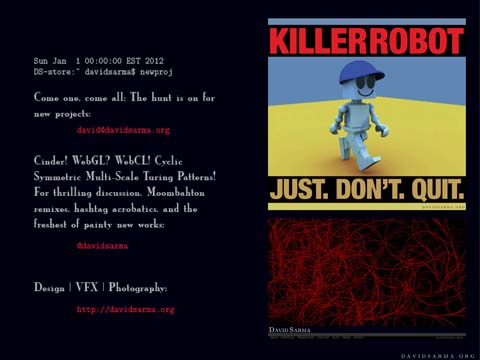 Sun Jan 1 00:00:00 EST 2012
DS-store:~ davidsarma$ newproj
Come one, come all: The hunt is on for
new projects:
david@davidsarma.org
Cinder! WebGL? WebCL! Cyclic
Symmetric Multi-Scale Turing Patterns!
For thrilling discussion, Moombahton
remixes, hashtag acrobatics, and the
freshest of painty new works:
@davidsarma
Design | VFX | Photography:
http://davidsarma.org
KILLERROBOT
JUST. DON'T. QUIT.
DAVIDSARMA.ORG
DAVID SARMA
DAVIDSARMA.ORG